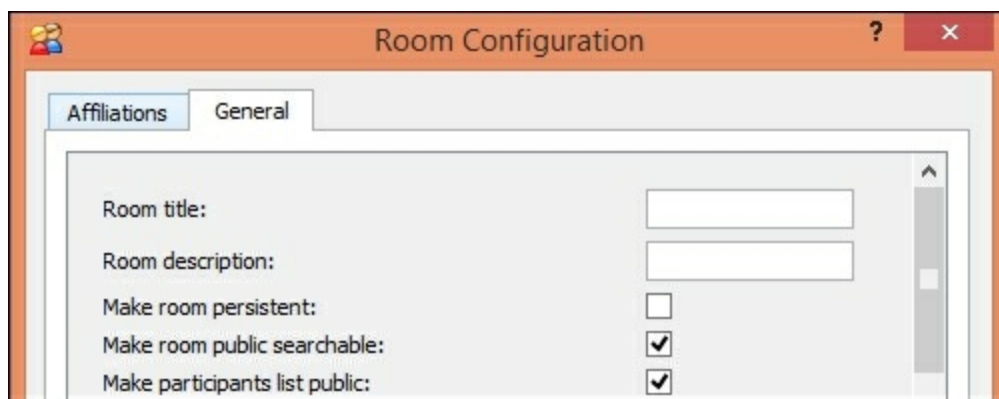 Room Configuration
?
Affiliations General
Room title:
Room description:
Make room persistent:
Make room public searchable:
Make participants list public: